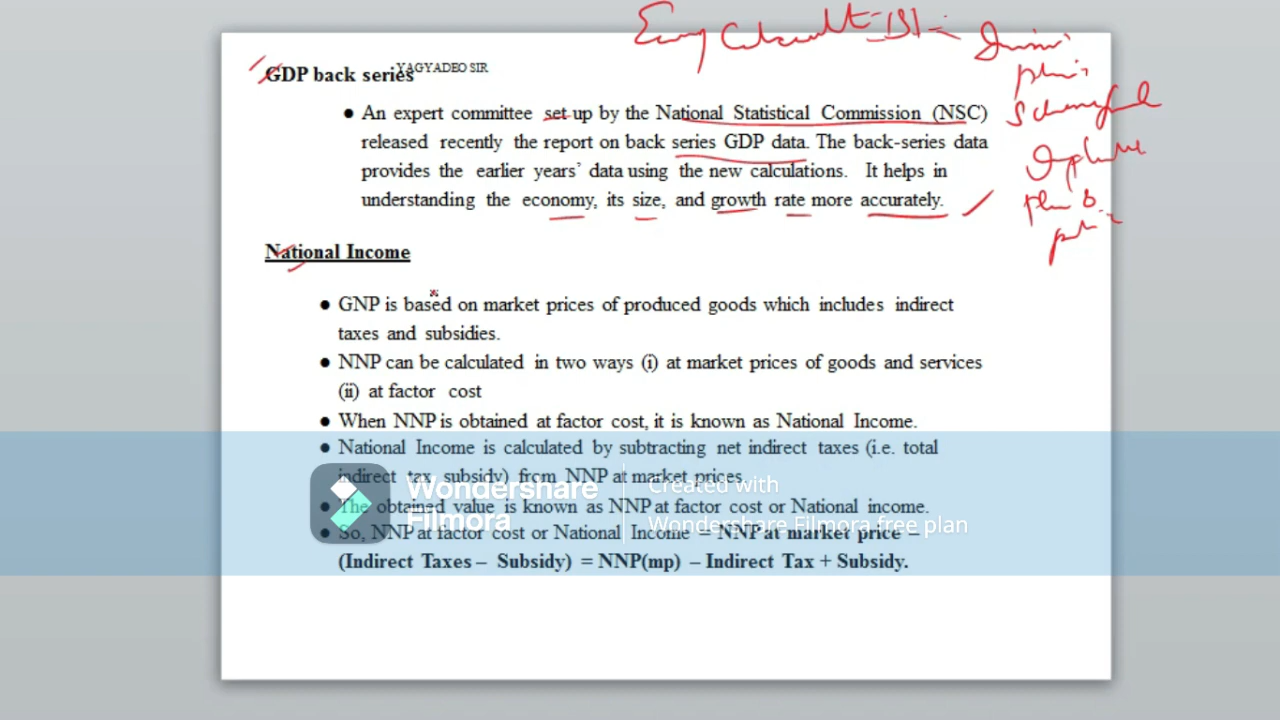 YAGYADEO SIR
GDP back series
● An expert committee set up by the National Statistical Commission (NSC)
released recently the report on back series GDP data. The back-series data
provides the earlier years’ data using the new calculations. It helps in
understanding the economy, its size, and growth rate more accurately.
National Income
● GNP is based on market prices of produced goods which includes indirect
taxes and subsidies.
● NNP can be calculated in two ways (i) at market prices of goods and services
(ii) at factor cost
● When NNP is obtained at factor cost, it is known as National Income.
● National Income is calculated by subtracting net indirect taxes (i.e. total
indirect tax subsidy) from NNP at market prices
● The obtained value is known as NNP at factor cost or National income.
● So, NNP at factor cost or National Income = NNP at market price –
(Indirect Taxes – Subsidy) = NNP(mp) – Indirect Tax + Subsidy.
Wondershare
Filmora
Created with
Wondershare Filmora free plan